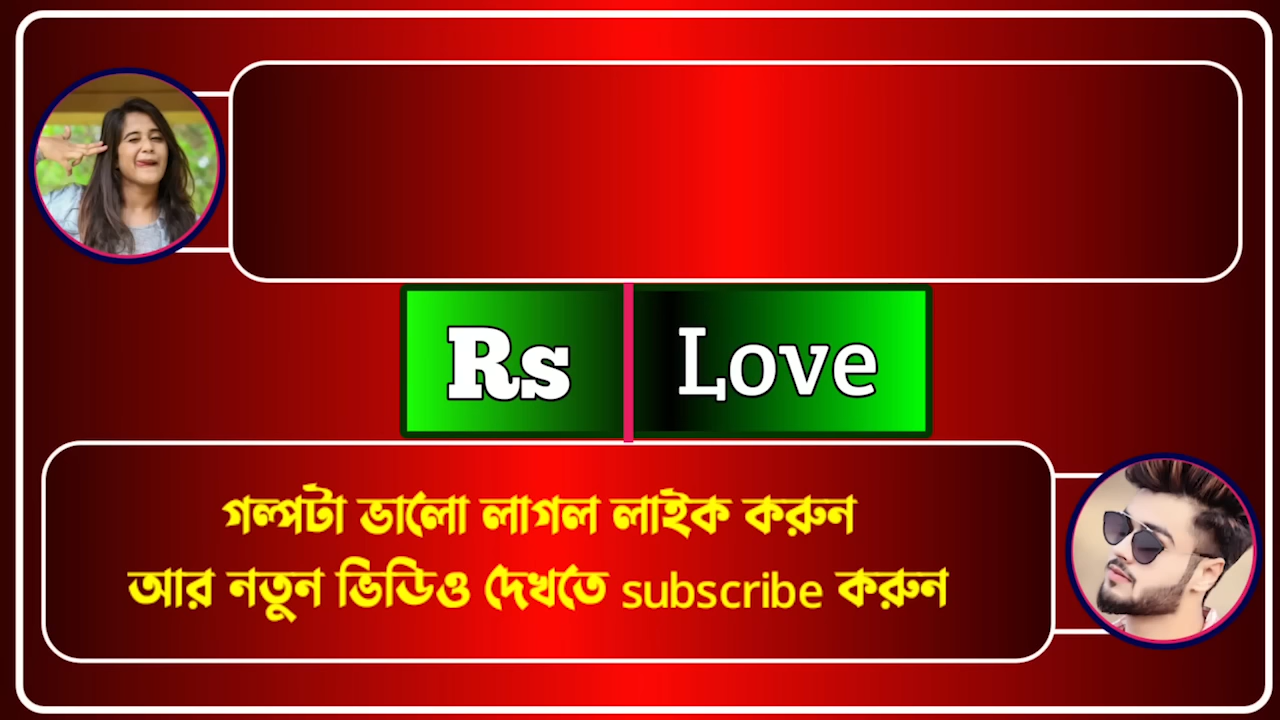 Rs Love
গল্পটা ভালো লাগল লাইক করুন
আর নতুন ভিডিও দেখতে subscribe করুন